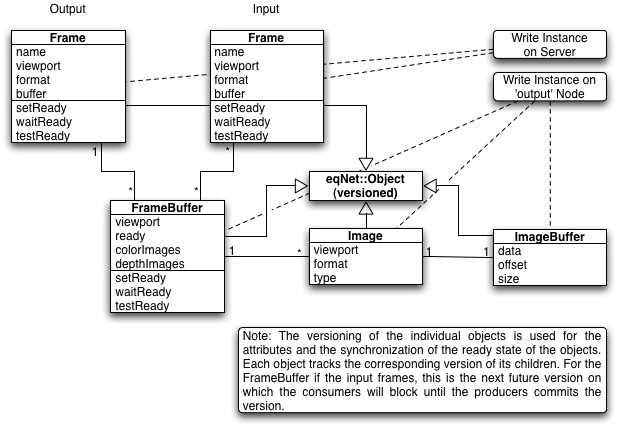 Output
Input
Frame
name
viewport
format
buffer
setReady
waitReady
testReady
Frame
name
viewport
format
buffer
setReady
waitReady
testReady
Write Instance
on Server
Write Instance on
'output' Node
1
*
*
*
eqNet::Object
(versioned)
FrameBuffer
viewport
ready
colorImages
depthImages
setReady
waitReady
testReady
1
*
Image
viewport
format
type
1
1
ImageBuffer
data
offset
size
Note: The versioning of the individual objects is used for the
attributes and the synchronization of the ready state of the objects.
Each object tracks the corresponding version of its children. For the
FrameBuffer if the input frames, this is the next future version on
which the consumers will block until the producers commits the
version.